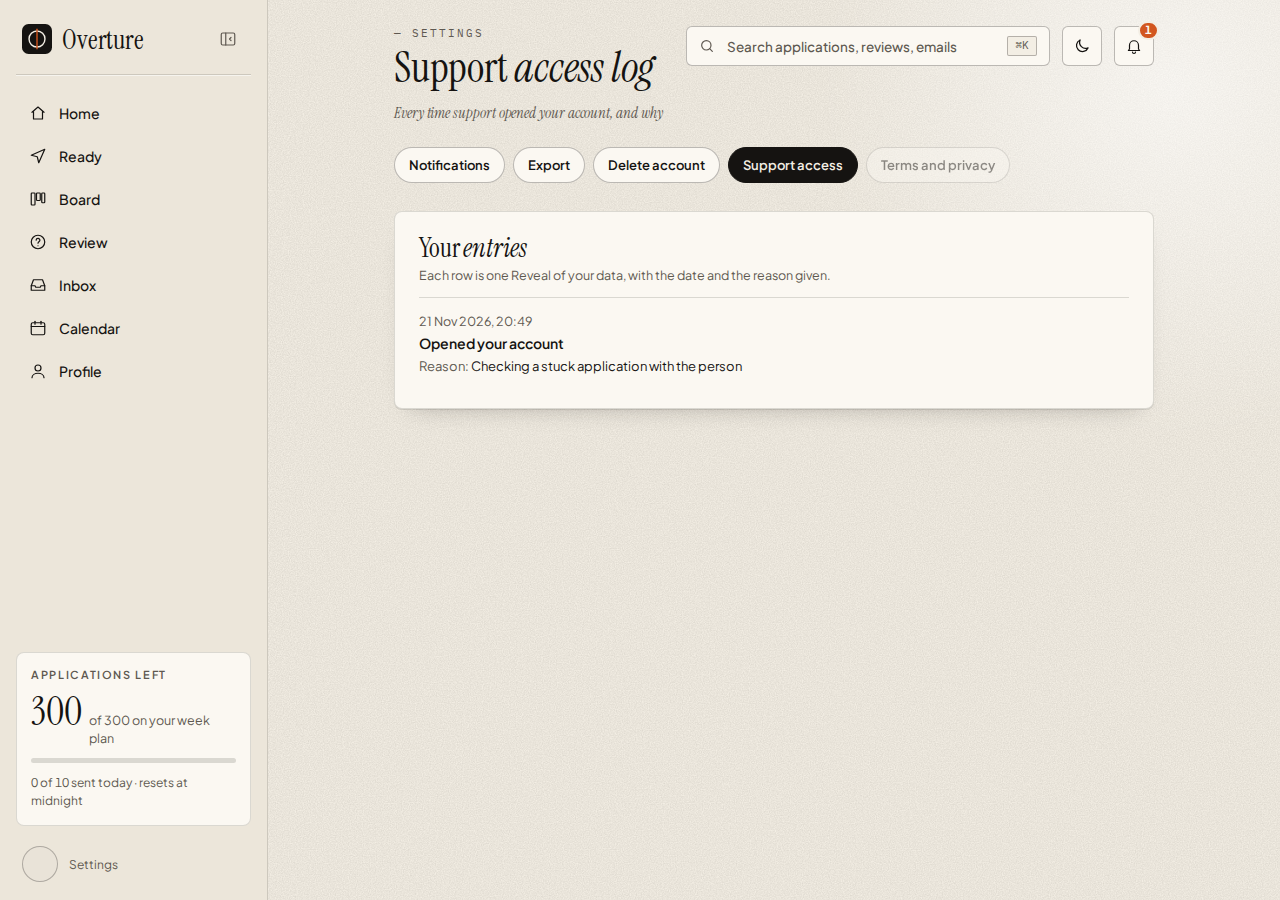 Overture
Home
Ready
Board
Review
Inbox
Calendar
Profile
APPLICATIONS LEFT
300 of 300 on your week
plan
0 of 10 sent today · resets at
midnight
Settings
— SETTINGS
Support access log
Every time support opened your account, and why
Search applications, reviews, emails ⌘K
1
Notifications Export Delete account Support access Terms and privacy
Your entries
Each row is one Reveal of your data, with the date and the reason given.
21 Nov 2026, 20:49
Opened your account
Reason: Checking a stuck application with the person